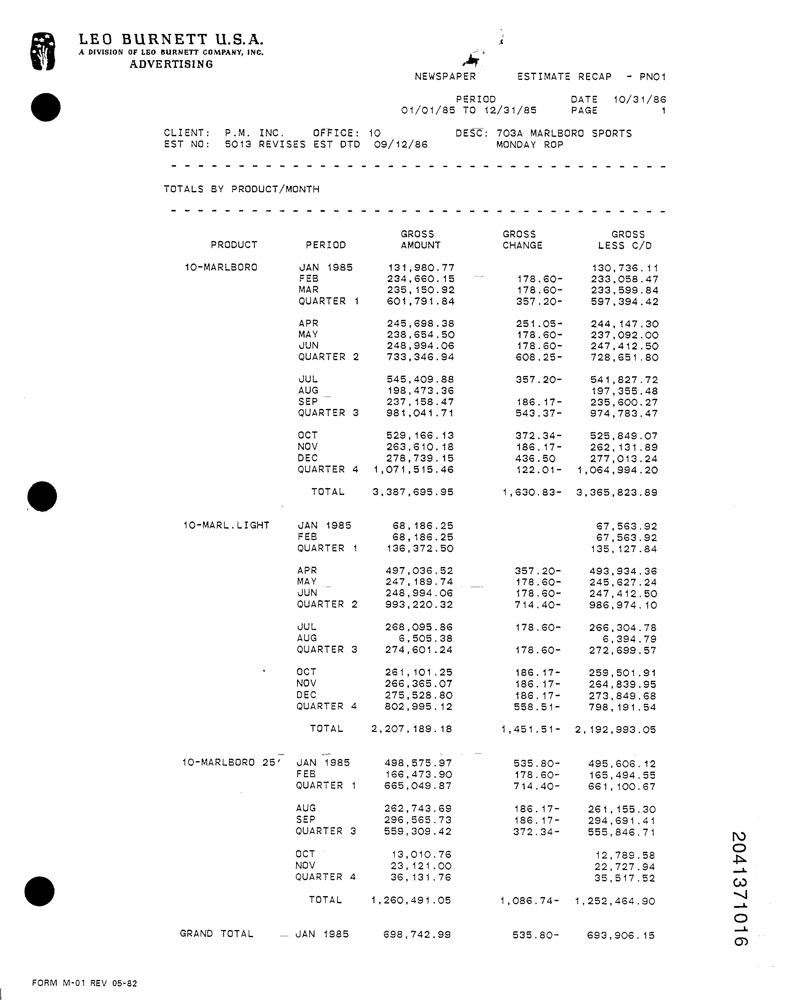 LEO BURNETT U.S.A.
A DIVISION OF LEO BURNETT COMPANY, INC.
ADVERTISING
NEWSPAPER ESTIMATE RECAP - PN01
PERIOD DATE 10/31/86
01/01/85 TO 12/31/85 PAGE 1
CLIENT: P.M. INC. OFFICE: 10 DESC: 703A MARLBORO SPORTS
EST NO: 5013 REVISES EST DTD 09/12/86 MONDAY ROP
TOTALS BY PRODUCT/MONTH
GROSS GROSS GROSS
PRODUCT PERIOD AMOUNT CHANGE LESS C/D
10-MARLBORO JAN 1985 131,980.77 130,736.11
FEB 234,660.15 178.60- 233,058.47
MAR 235,150.92 178.60- 233,599.84
QUARTER 1 601,791.84 357.20- 597,394.42
APR 245,698.38 251.05- 244,147.30
MAY 238,654.50 178.60- 237,092.00
JUN 248,994.06 178.60- 247,412.50
QUARTER 2 733,346.94 608.25- 728,651.80
JUL 545,409.88 357.20- 541,827.72
AUG 198,473.36 197,355.48
SEP 237,158.47 186.17- 235,600.27
QUARTER 3 981,041.71 543.37- 974,783.47
OCT 529,166.13 372.34- 525,849.07
NOV 263,610.18 186.17- 262,131.89
DEC 278,739.15 436.50 277,013.24
QUARTER 4 1,071,515.46 122.01- 1,064,994.20
TOTAL 3,387,695.95 1,630.83- 3,365,823.89
10-MARL.LIGHT JAN 1985 68,186.25 67,563.92
FEB 68,186.25 67,563.92
QUARTER 1 136,372.50 135,127.84
APR 497,036.52 357.20- 493,934.36
MAY 247,189.74 178.60- 245,627.24
JUN 248,994.06 178.60- 247,412.50
QUARTER 2 993,220.32 714.40- 986,974.10
JUL 268,095.86 178.60- 266,304.78
AUG 6,505.38 6,394.79
QUARTER 3 274,601.24 178.60- 272,699.57
OCT 261,101.25 186.17- 259,501.91
NOV 266,365.07 186.17- 264,839.95
DEC 275,528.80 186.17- 273,849.68
QUARTER 4 802,995.12 558.51- 798,191.54
TOTAL 2,207,189.18 1,451.51- 2,192,993.05
10-MARLBORO 25' JAN 1985 498,575.97 535.80- 495,606.12
FEB 166,473.90 178.60- 165,494.55
QUARTER 1 665,049.87 714.40- 661,100.67
AUG 262,743.69 186.17- 261,155.30
SEP 296,565.73 186.17- 294,691.41
QUARTER 3 559,309.42 372.34- 555,846.71
OCT 13,010.76 12,789.58
NOV 23,121.00 22,727.94
QUARTER 4 36,131.76 35,517.52
TOTAL 1,260,491.05 1,086.74- 1,252,464.90
GRAND TOTAL JAN 1985 698,742.99 535.80- 693,906.15
2041371016
FORM M-01 REV 05-82